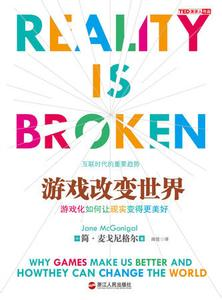 TED
REALITY
IS
BROKEN
互联时代的重要趋势
游戏改变世界
游戏化如何让现实变得更美好
Jane McGonigal
简·麦戈尼格尔
WHY GAMES MAKE US BETTER AND
HOWTHEY CAN CHANGE THE WORLD
浙江人民出版社